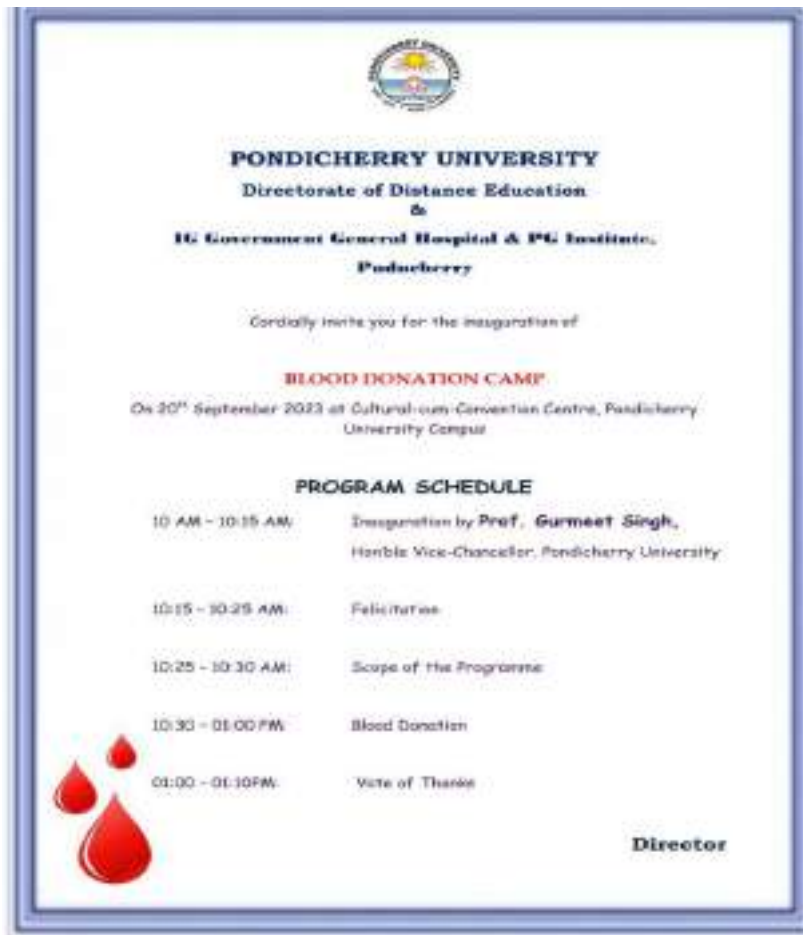 PONDICHERRY UNIVERSITY
PONDICHERRY UNIVERSITY
Directorate of Distance Education
&
IG Government General Hospital & PG Institute,
Puducherry
Cordially invite you for the inauguration of
BLOOD DONATION CAMP
On 20th September 2023 at Cultural-cum-Convention Centre, Pondicherry
University Campus
PROGRAM SCHEDULE
10 AM – 10:15 AM: Inauguration by Prof. Gurmeet Singh,
Hon'ble Vice-Chancellor, Pondicherry University
10:15 – 10:25 AM: Felicitation
10:25 – 10:30 AM: Scope of the Programme
10:30 – 01:00 PM: Blood Donation
01:00 – 01:10PM: Vote of Thanks
Director